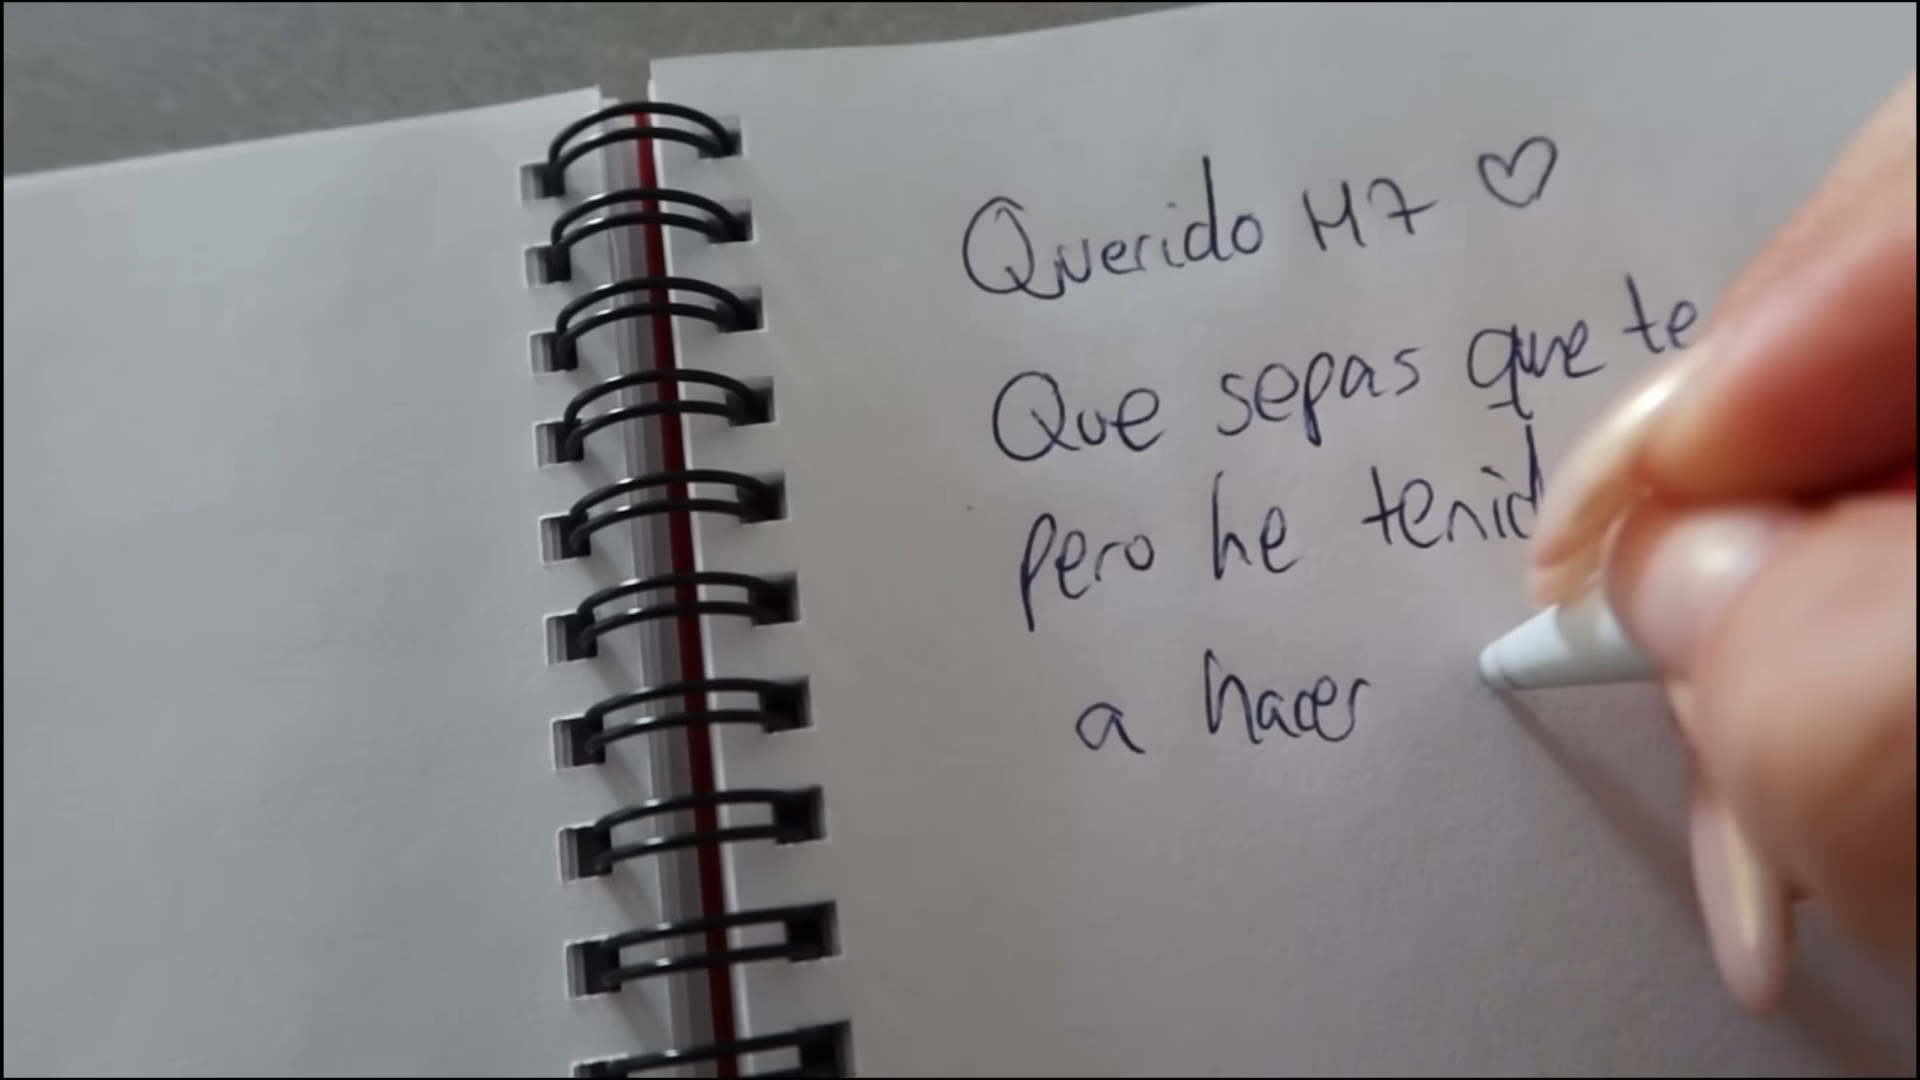 Querido M7 ♡
Que sepas que te
pero he tenid
a hacer